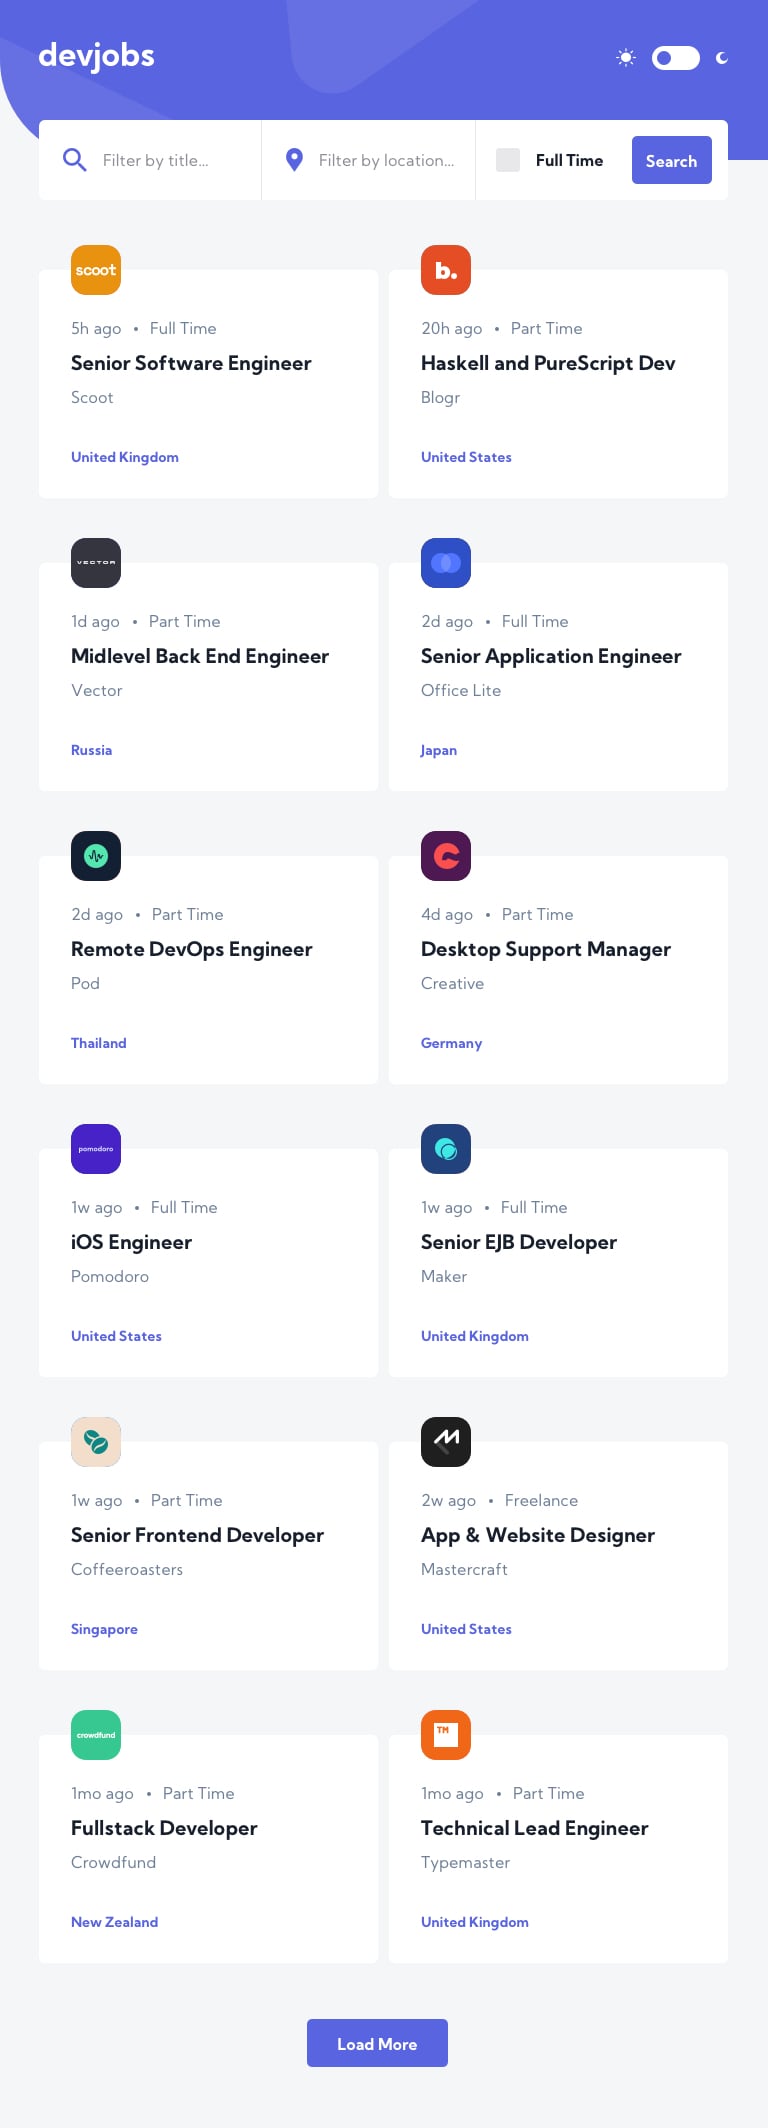 devjobs
Filter by title...
Filter by location...
Full Time
Search
scoot
5h ago • Full Time
Senior Software Engineer
Scoot
United Kingdom
b.
20h ago • Part Time
Haskell and PureScript Dev
Blogr
United States
VECTOR
1d ago • Part Time
Midlevel Back End Engineer
Vector
Russia
2d ago • Full Time
Senior Application Engineer
Office Lite
Japan
2d ago • Part Time
Remote DevOps Engineer
Pod
Thailand
4d ago • Part Time
Desktop Support Manager
Creative
Germany
pomodoro
1w ago • Full Time
iOS Engineer
Pomodoro
United States
1w ago • Full Time
Senior EJB Developer
Maker
United Kingdom
1w ago • Part Time
Senior Frontend Developer
Coffeeroasters
Singapore
2w ago • Freelance
App & Website Designer
Mastercraft
United States
crowdfund
1mo ago • Part Time
Fullstack Developer
Crowdfund
New Zealand
TM
1mo ago • Part Time
Technical Lead Engineer
Typemaster
United Kingdom
Load More